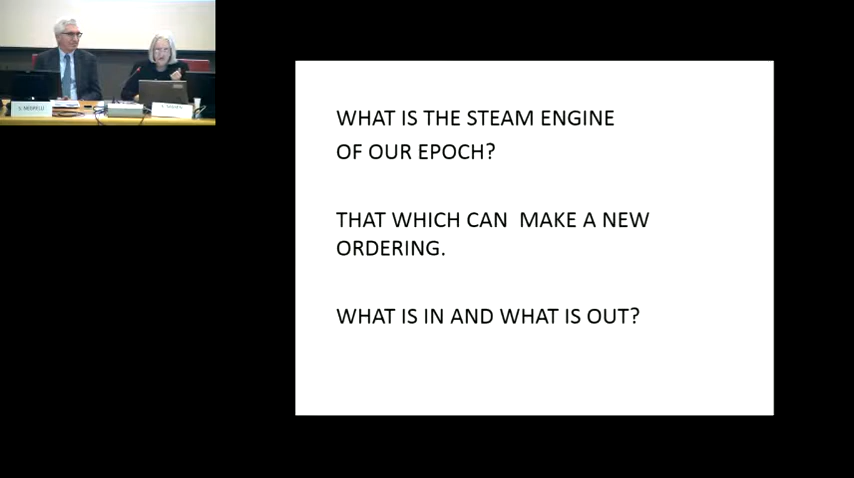 WHAT IS THE STEAM ENGINE
OF OUR EPOCH?
THAT WHICH CAN MAKE A NEW
ORDERING.
WHAT IS IN AND WHAT IS OUT?